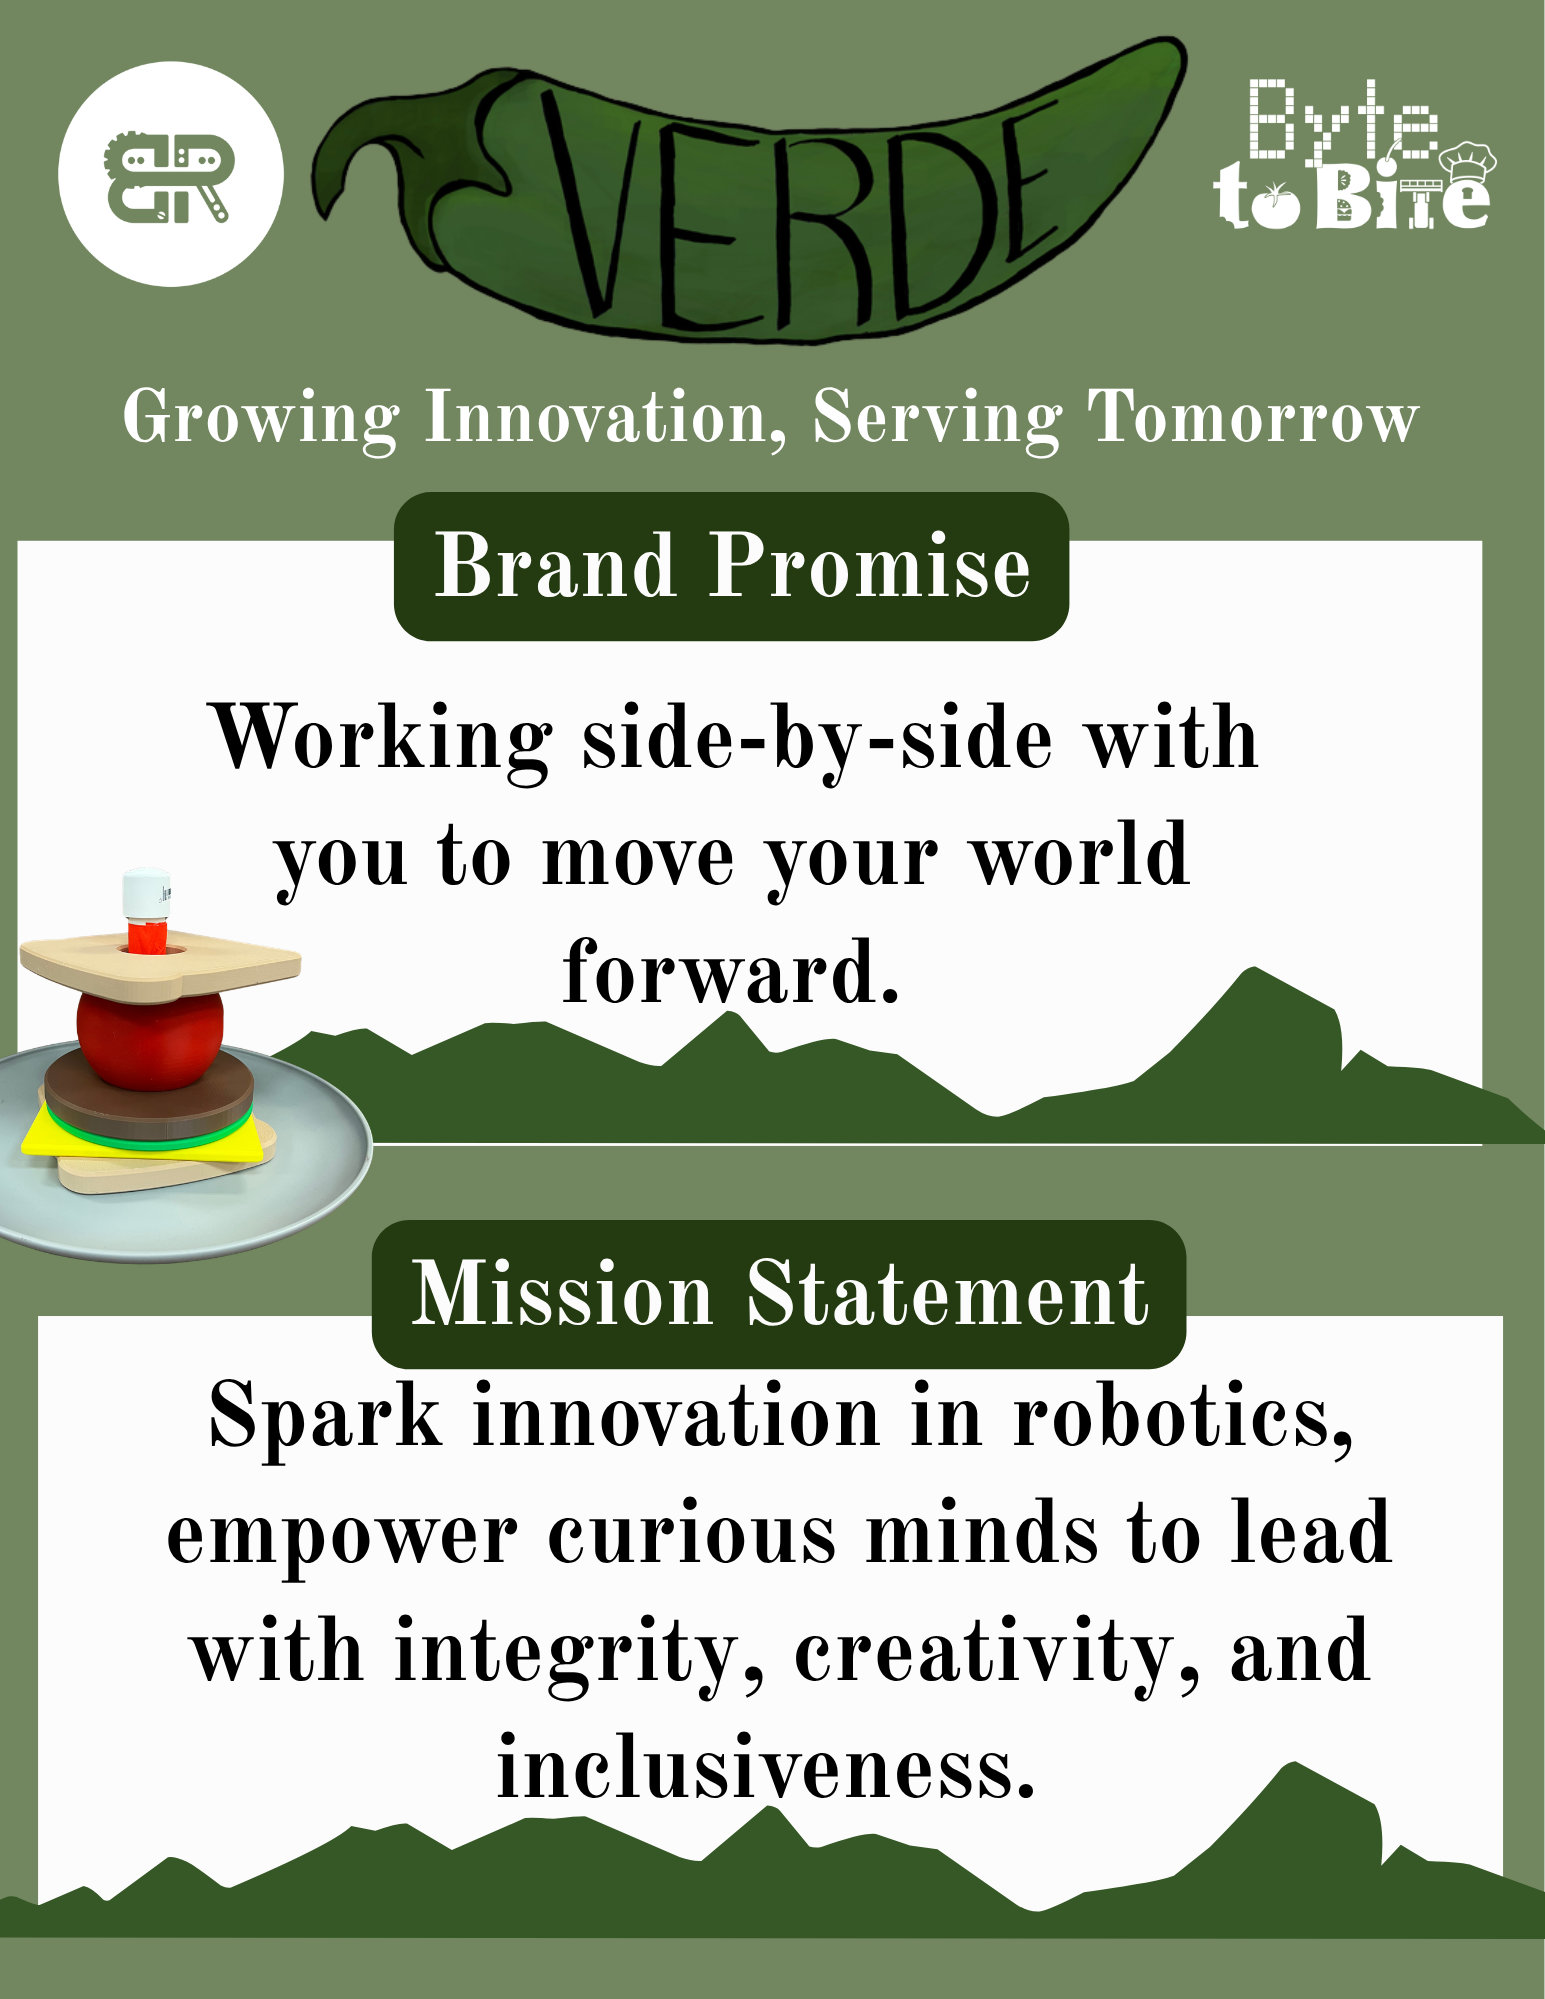 BR
VERDE
Byte
to Bite
Growing Innovation, Serving Tomorrow
Brand Promise
Working side-by-side with
you to move your world
forward.
Mission Statement
Spark innovation in robotics,
empower curious minds to lead
with integrity, creativity, and
inclusiveness.